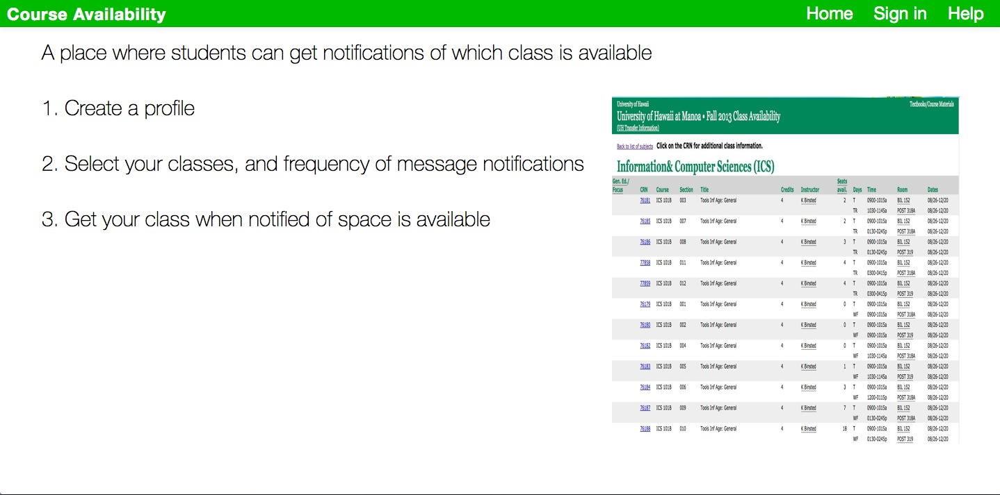 Course Availability Home Sign in Help
A place where students can get notifications of which class is available
1. Create a profile
2. Select your classes, and frequency of message notifications
3. Get your class when notified of space is available
University of Hawaii Textbooks/Course Materials
University of Hawaii at Manoa • Fall 2013 Class Availability
(UH Transfer Information)
Back to list of subjects Click on the CRN for additional class information.
Information& Computer Sciences (ICS)
Gen. Ed./ Seats
Focus CRN Course Section Title Credits Instructor avail. Days Time Room Dates
76181 ICS 101B 003 Tools Inf Age: General 4 K Binsted 2 T 0900-1015a BIL 152 08/26-12/20
TR 1030-1145a POST 318A 08/26-12/20
76185 ICS 101B 007 Tools Inf Age: General 4 K Binsted 2 T 0900-1015a BIL 152 08/26-12/20
TR 0130-0245p POST 318A 08/26-12/20
76186 ICS 101B 008 Tools Inf Age: General 4 K Binsted 3 T 0900-1015a BIL 152 08/26-12/20
TR 0130-0245p POST 319 08/26-12/20
77858 ICS 101B 011 Tools Inf Age: General 4 K Binsted 4 T 0900-1015a BIL 152 08/26-12/20
TR 0300-0415p POST 318A 08/26-12/20
77859 ICS 101B 012 Tools Inf Age: General 4 K Binsted 4 T 0900-1015a BIL 152 08/26-12/20
TR 0300-0415p POST 319 08/26-12/20
76179 ICS 101B 001 Tools Inf Age: General 4 K Binsted 0 T 0900-1015a BIL 152 08/26-12/20
WF 0900-1015a POST 318A 08/26-12/20
76180 ICS 101B 002 Tools Inf Age: General 4 K Binsted 0 T 0900-1015a BIL 152 08/26-12/20
WF 0900-1015a POST 319 08/26-12/20
76182 ICS 101B 004 Tools Inf Age: General 4 K Binsted 0 T 0900-1015a BIL 152 08/26-12/20
WF 1030-1145a POST 318A 08/26-12/20
76183 ICS 101B 005 Tools Inf Age: General 4 K Binsted 1 T 0900-1015a BIL 152 08/26-12/20
WF 1030-1145a POST 319 08/26-12/20
76184 ICS 101B 006 Tools Inf Age: General 4 K Binsted 3 T 0900-1015a BIL 152 08/26-12/20
WF 1200-0115p POST 318A 08/26-12/20
76187 ICS 101B 009 Tools Inf Age: General 4 K Binsted 7 T 0900-1015a BIL 152 08/26-12/20
WF 0130-0245p POST 318A 08/26-12/20
76188 ICS 101B 010 Tools Inf Age: General 4 K Binsted 18 T 0900-1015a BIL 152 08/26-12/20
WF 0130-0245p POST 319 08/26-12/20